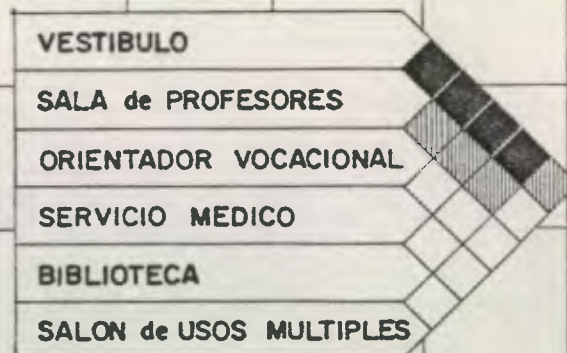 VESTIBULO
SALA de PROFESORES
ORIENTADOR VOCACIONAL
SERVICIO MEDICO
BIBLIOTECA
SALON de USOS MULTIPLES